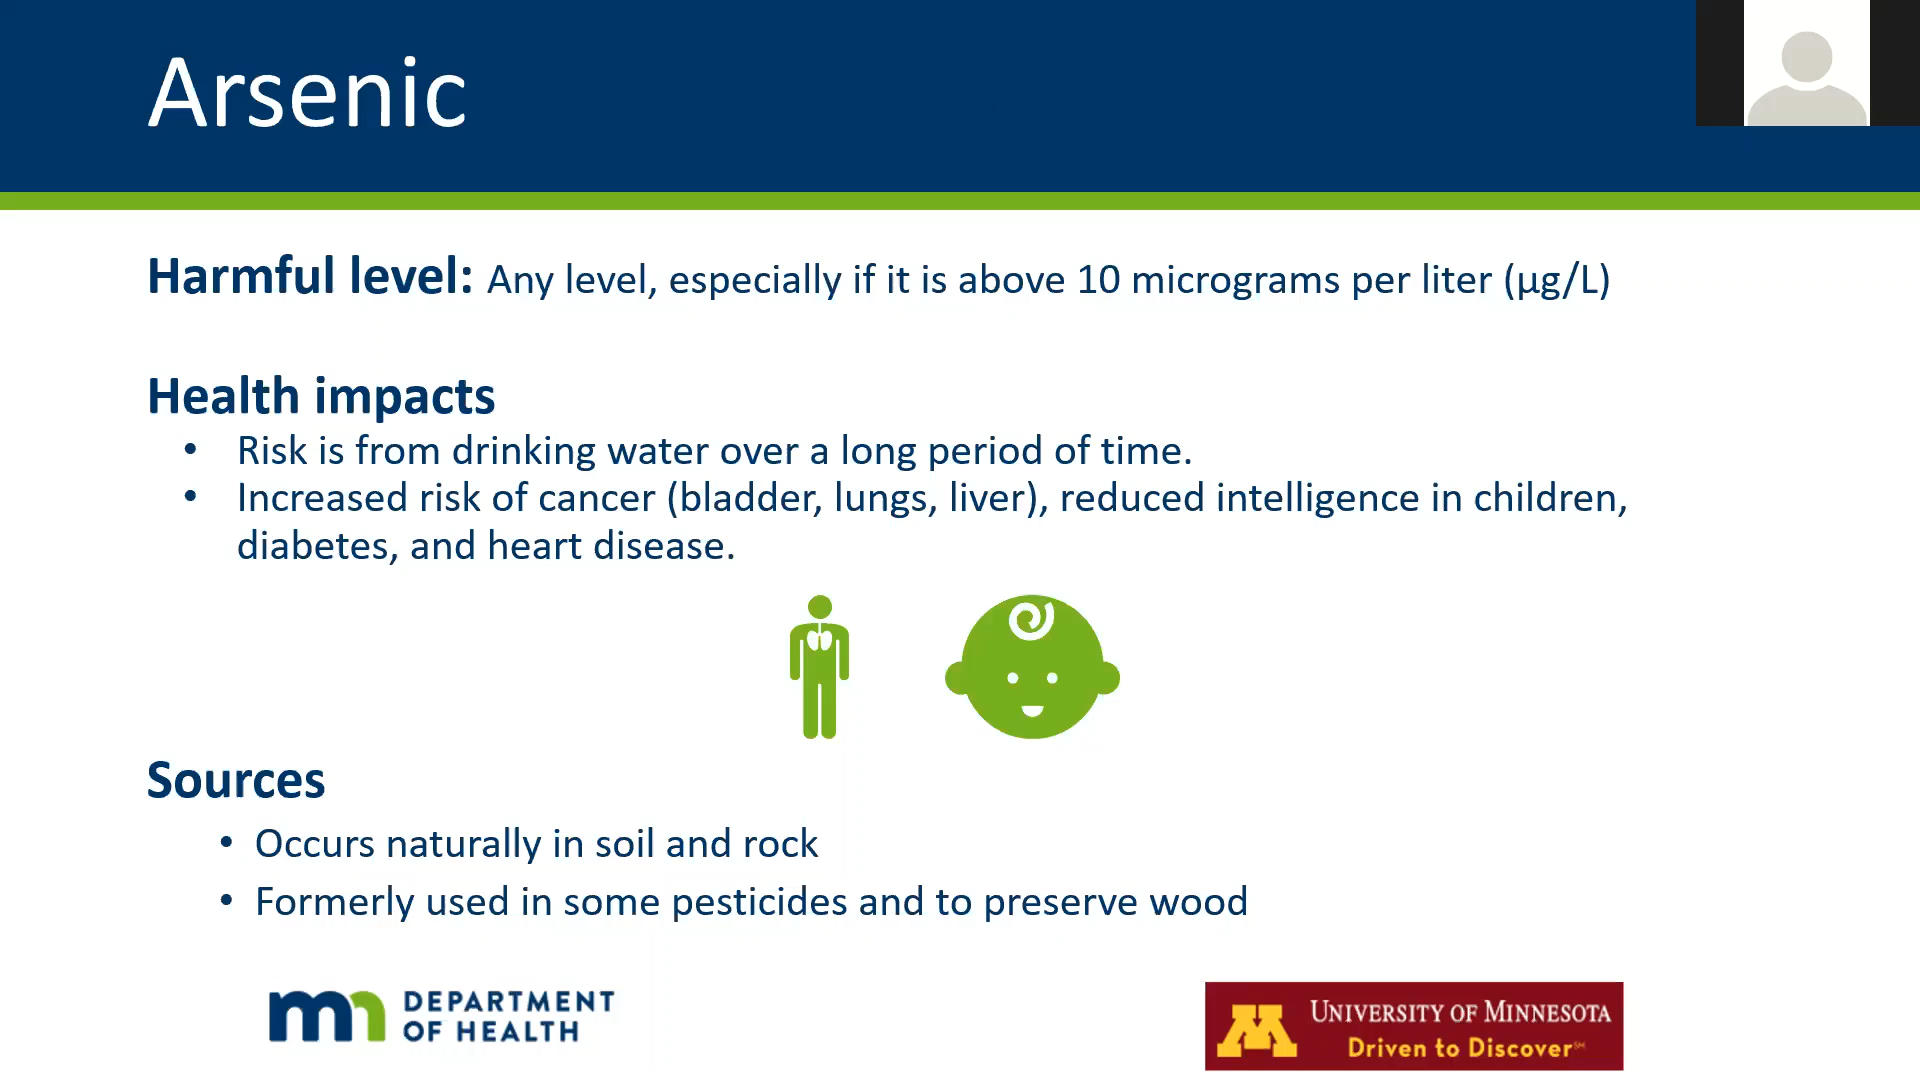 Arsenic
Harmful level: Any level, especially if it is above 10 micrograms per liter (µg/L)
Health impacts
• Risk is from drinking water over a long period of time.
• Increased risk of cancer (bladder, lungs, liver), reduced intelligence in children,
diabetes, and heart disease.
Sources
• Occurs naturally in soil and rock
• Formerly used in some pesticides and to preserve wood
mn DEPARTMENT
OF HEALTH
M UNIVERSITY OF MINNESOTA
Driven to Discover℠